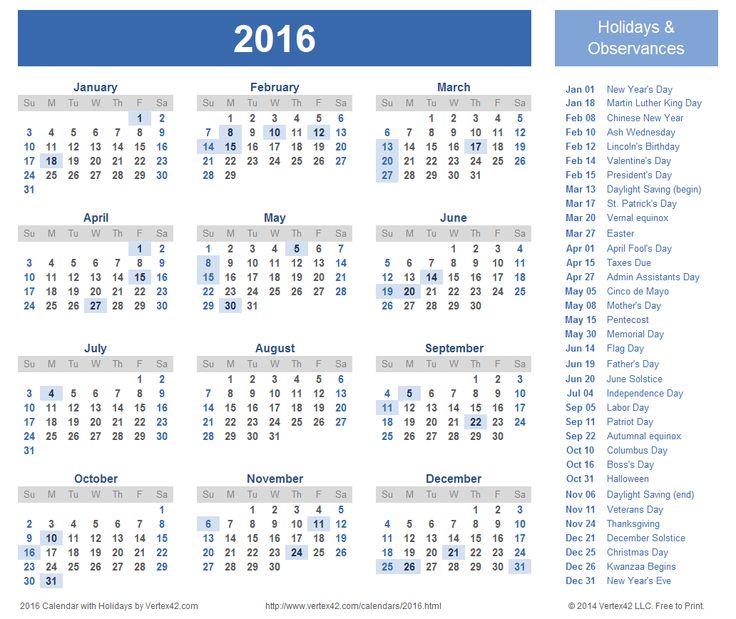 2016
January
Su M Tu W Th F Sa
1 2
3 4 5 6 7 8 9
10 11 12 13 14 15 16
17 18 19 20 21 22 23
24 25 26 27 28 29 30
31
February
Su M Tu W Th F Sa
1 2 3 4 5 6
7 8 9 10 11 12 13
14 15 16 17 18 19 20
21 22 23 24 25 26 27
28 29
March
Su M Tu W Th F Sa
1 2 3 4 5
6 7 8 9 10 11 12
13 14 15 16 17 18 19
20 21 22 23 24 25 26
27 28 29 30 31
April
Su M Tu W Th F Sa
1 2
3 4 5 6 7 8 9
10 11 12 13 14 15 16
17 18 19 20 21 22 23
24 25 26 27 28 29 30
May
Su M Tu W Th F Sa
1 2 3 4 5 6 7
8 9 10 11 12 13 14
15 16 17 18 19 20 21
22 23 24 25 26 27 28
29 30 31
June
Su M Tu W Th F Sa
1 2 3 4
5 6 7 8 9 10 11
12 13 14 15 16 17 18
19 20 21 22 23 24 25
26 27 28 29 30
July
Su M Tu W Th F Sa
1 2
3 4 5 6 7 8 9
10 11 12 13 14 15 16
17 18 19 20 21 22 23
24 25 26 27 28 29 30
31
August
Su M Tu W Th F Sa
1 2 3 4 5 6
7 8 9 10 11 12 13
14 15 16 17 18 19 20
21 22 23 24 25 26 27
28 29 30 31
September
Su M Tu W Th F Sa
1 2 3
4 5 6 7 8 9 10
11 12 13 14 15 16 17
18 19 20 21 22 23 24
25 26 27 28 29 30
October
Su M Tu W Th F Sa
1
2 3 4 5 6 7 8
9 10 11 12 13 14 15
16 17 18 19 20 21 22
23 24 25 26 27 28 29
30 31
November
Su M Tu W Th F Sa
1 2 3 4 5
6 7 8 9 10 11 12
13 14 15 16 17 18 19
20 21 22 23 24 25 26
27 28 29 30
December
Su M Tu W Th F Sa
1 2 3
4 5 6 7 8 9 10
11 12 13 14 15 16 17
18 19 20 21 22 23 24
25 26 27 28 29 30 31
Holidays &
Observances
Jan 01 New Year's Day
Jan 18 Martin Luther King Day
Feb 08 Chinese New Year
Feb 10 Ash Wednesday
Feb 12 Lincoln's Birthday
Feb 14 Valentine's Day
Feb 15 President's Day
Mar 13 Daylight Saving (begin)
Mar 17 St. Patrick's Day
Mar 20 Vernal equinox
Mar 27 Easter
Apr 01 April Fool's Day
Apr 15 Taxes Due
Apr 27 Admin Assistants Day
May 05 Cinco de Mayo
May 08 Mother's Day
May 15 Pentecost
May 30 Memorial Day
Jun 14 Flag Day
Jun 19 Father's Day
Jun 20 June Solstice
Jul 04 Independence Day
Sep 05 Labor Day
Sep 11 Patriot Day
Sep 22 Autumnal equinox
Oct 10 Columbus Day
Oct 16 Boss's Day
Oct 31 Halloween
Nov 06 Daylight Saving (end)
Nov 11 Veterans Day
Nov 24 Thanksgiving
Dec 21 December Solstice
Dec 25 Christmas Day
Dec 26 Kwanzaa Begins
Dec 31 New Year's Eve
2016 Calendar with Holidays by Vertex42.com
http://www.vertex42.com/calendars/2016.html
© 2014 Vertex42 LLC. Free to Print.